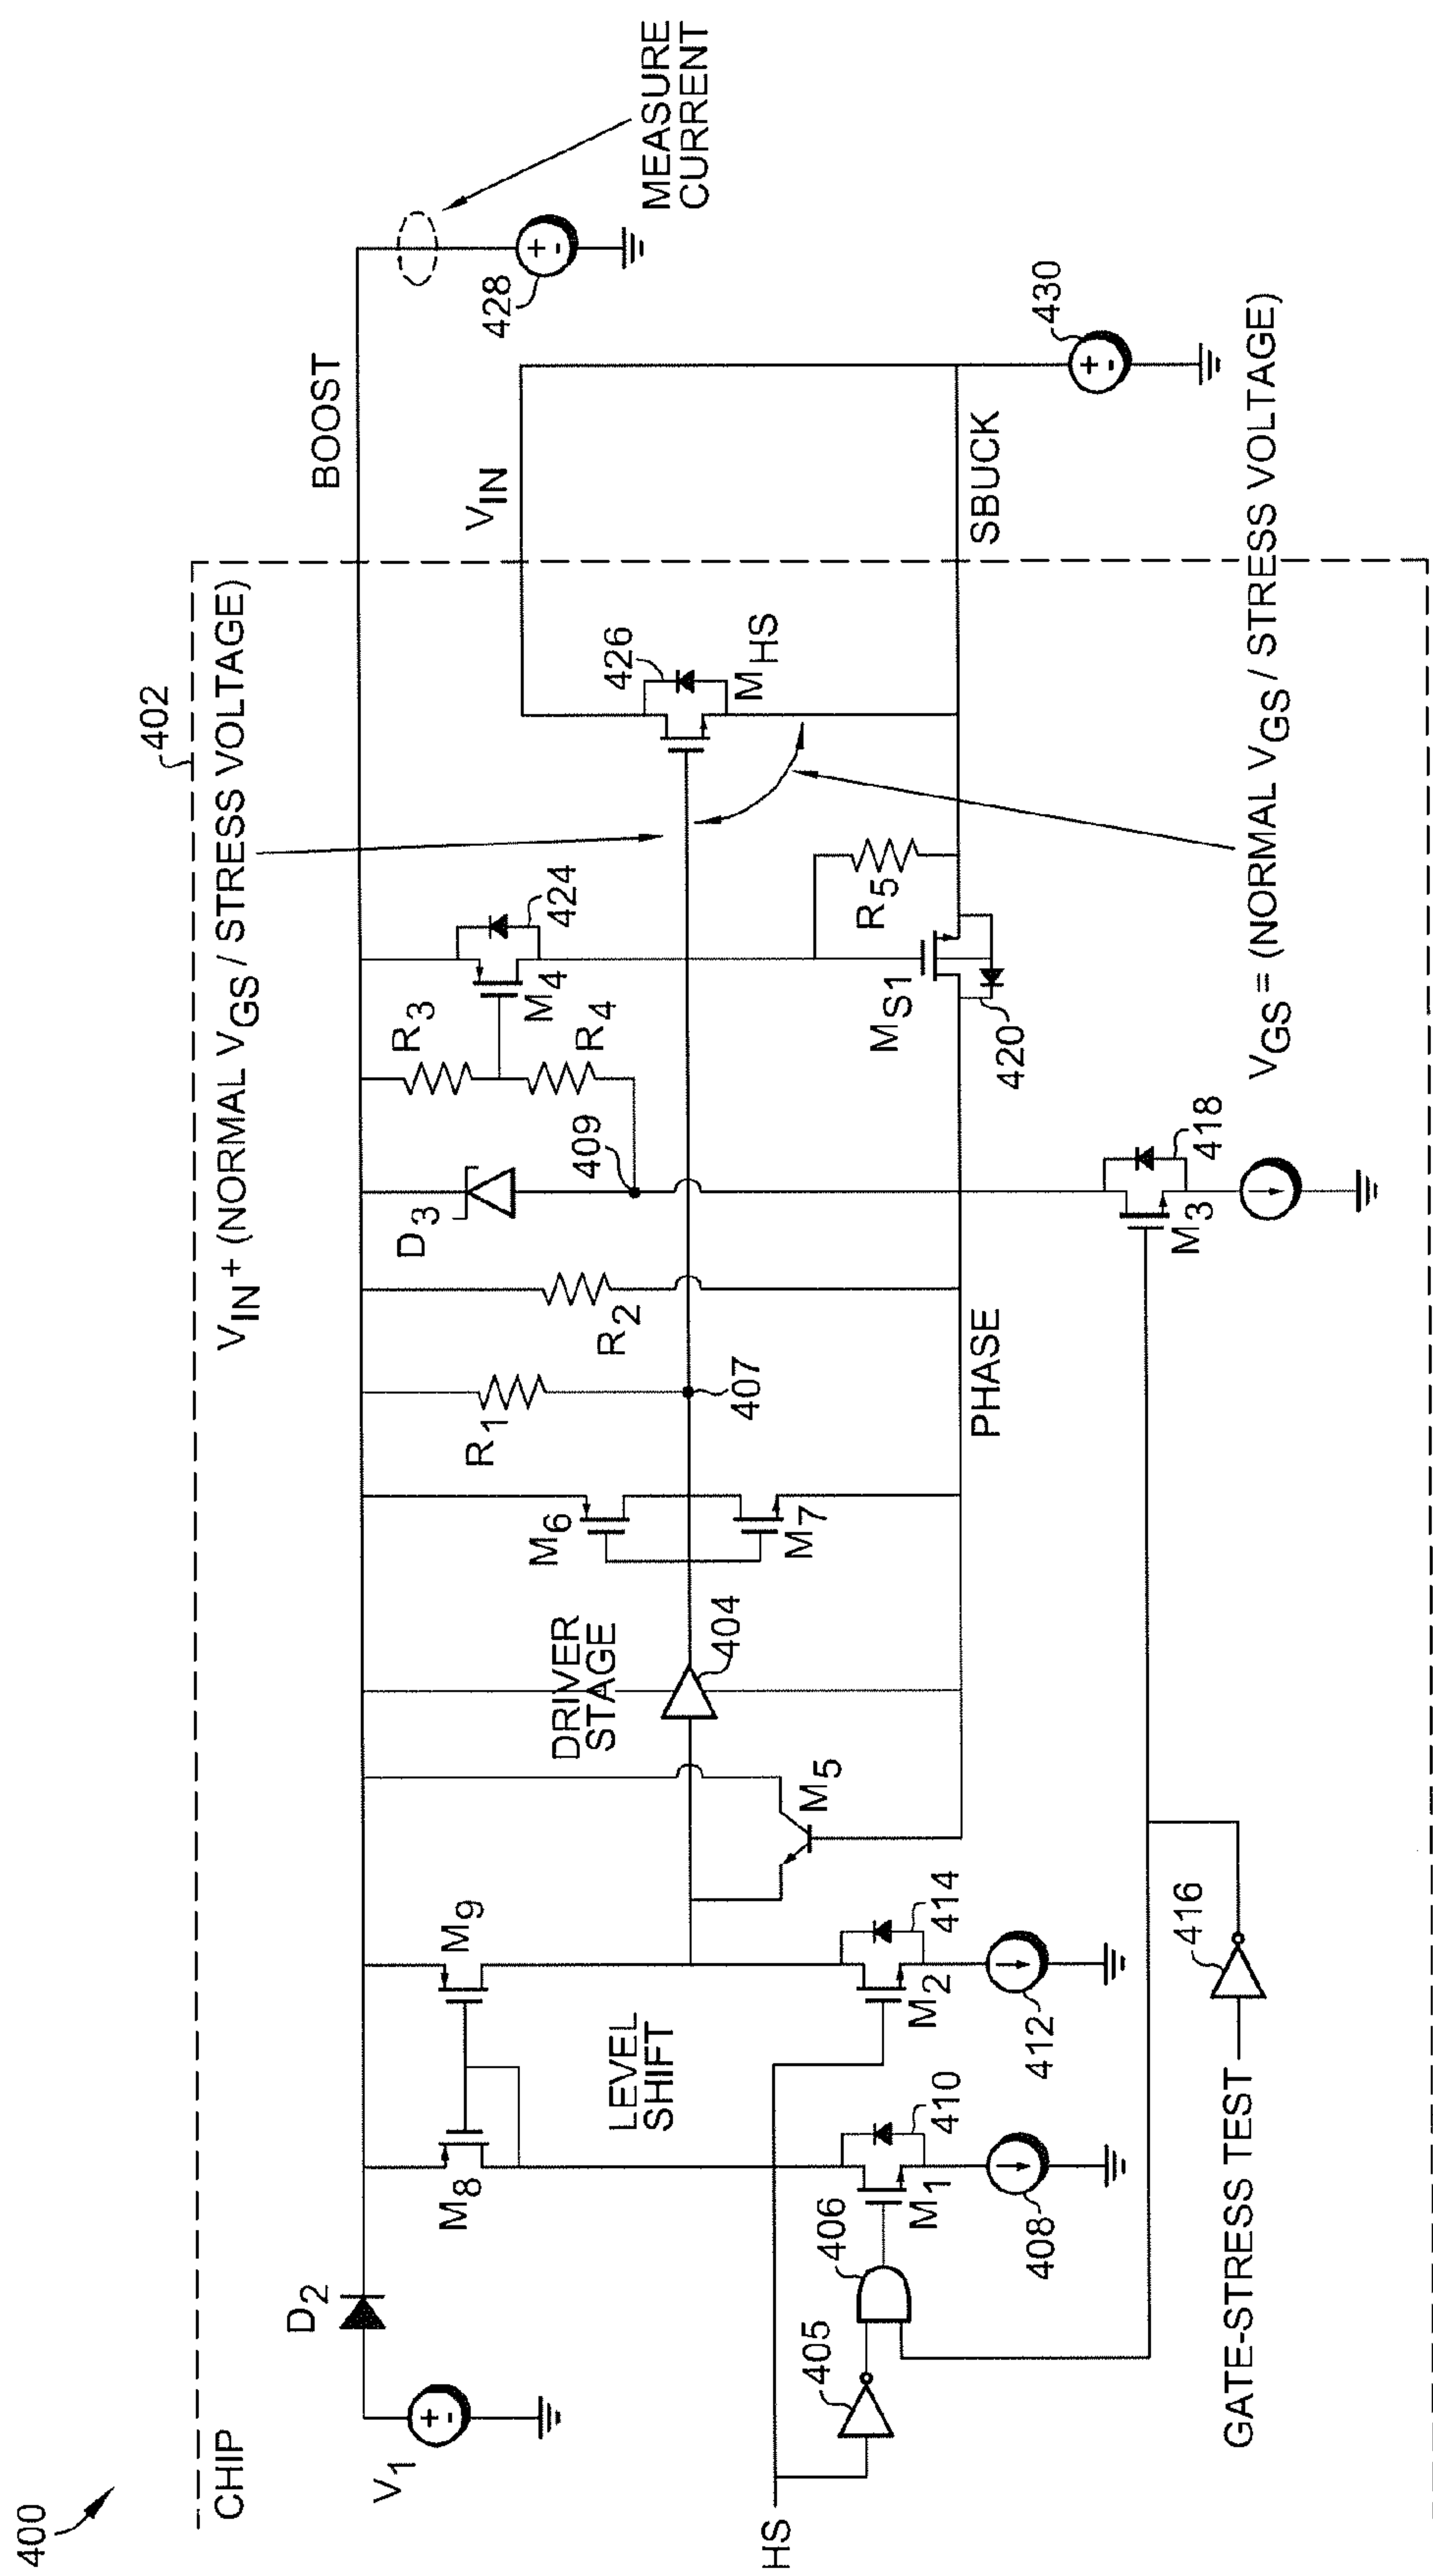 400
CHIP
402
V1
D2
BOOST
VIN + (NORMAL VGS / STRESS VOLTAGE)
MEASURE
CURRENT
428
M8
M9
LEVEL
SHIFT
DRIVER
STAGE
404
M5
M6
M7
R1
407
R2
D3
409
R3
R4
M4
424
426
MHS
VIN
HS
405
406
M1
410
408
M2
414
412
PHASE
MS1
420
R5
SBUCK
430
GATE-STRESS TEST
416
M3
418
VGS = (NORMAL VGS / STRESS VOLTAGE)